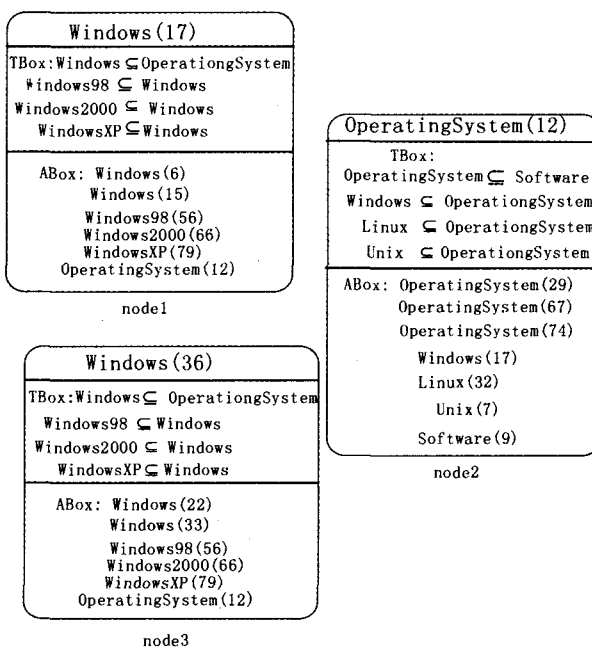 Windows(17)
TBox:Windows ⊆ OperationgSystem
Windows98 ⊆ Windows
Windows2000 ⊆ Windows
WindowsXP ⊆ Windows
ABox: Windows(6)
Windows(15)
Windows98(56)
Windows2000(66)
WindowsXP(79)
OperatingSystem(12)
node1
Windows(36)
TBox:Windows ⊆ OperationgSystem
Windows98 ⊆ Windows
Windows2000 ⊆ Windows
WindowsXP ⊆ Windows
ABox: Windows(22)
Windows(33)
Windows98(56)
Windows2000(66)
WindowsXP(79)
OperatingSystem(12)
node3
OperatingSystem(12)
TBox:
OperatingSystem ⊆ Software
Windows ⊆ OperationgSystem
Linux ⊆ OperationgSystem
Unix ⊆ OperationgSystem
ABox: OperatingSystem(29)
OperatingSystem(67)
OperatingSystem(74)
Windows(17)
Linux(32)
Unix(7)
Software(9)
node2